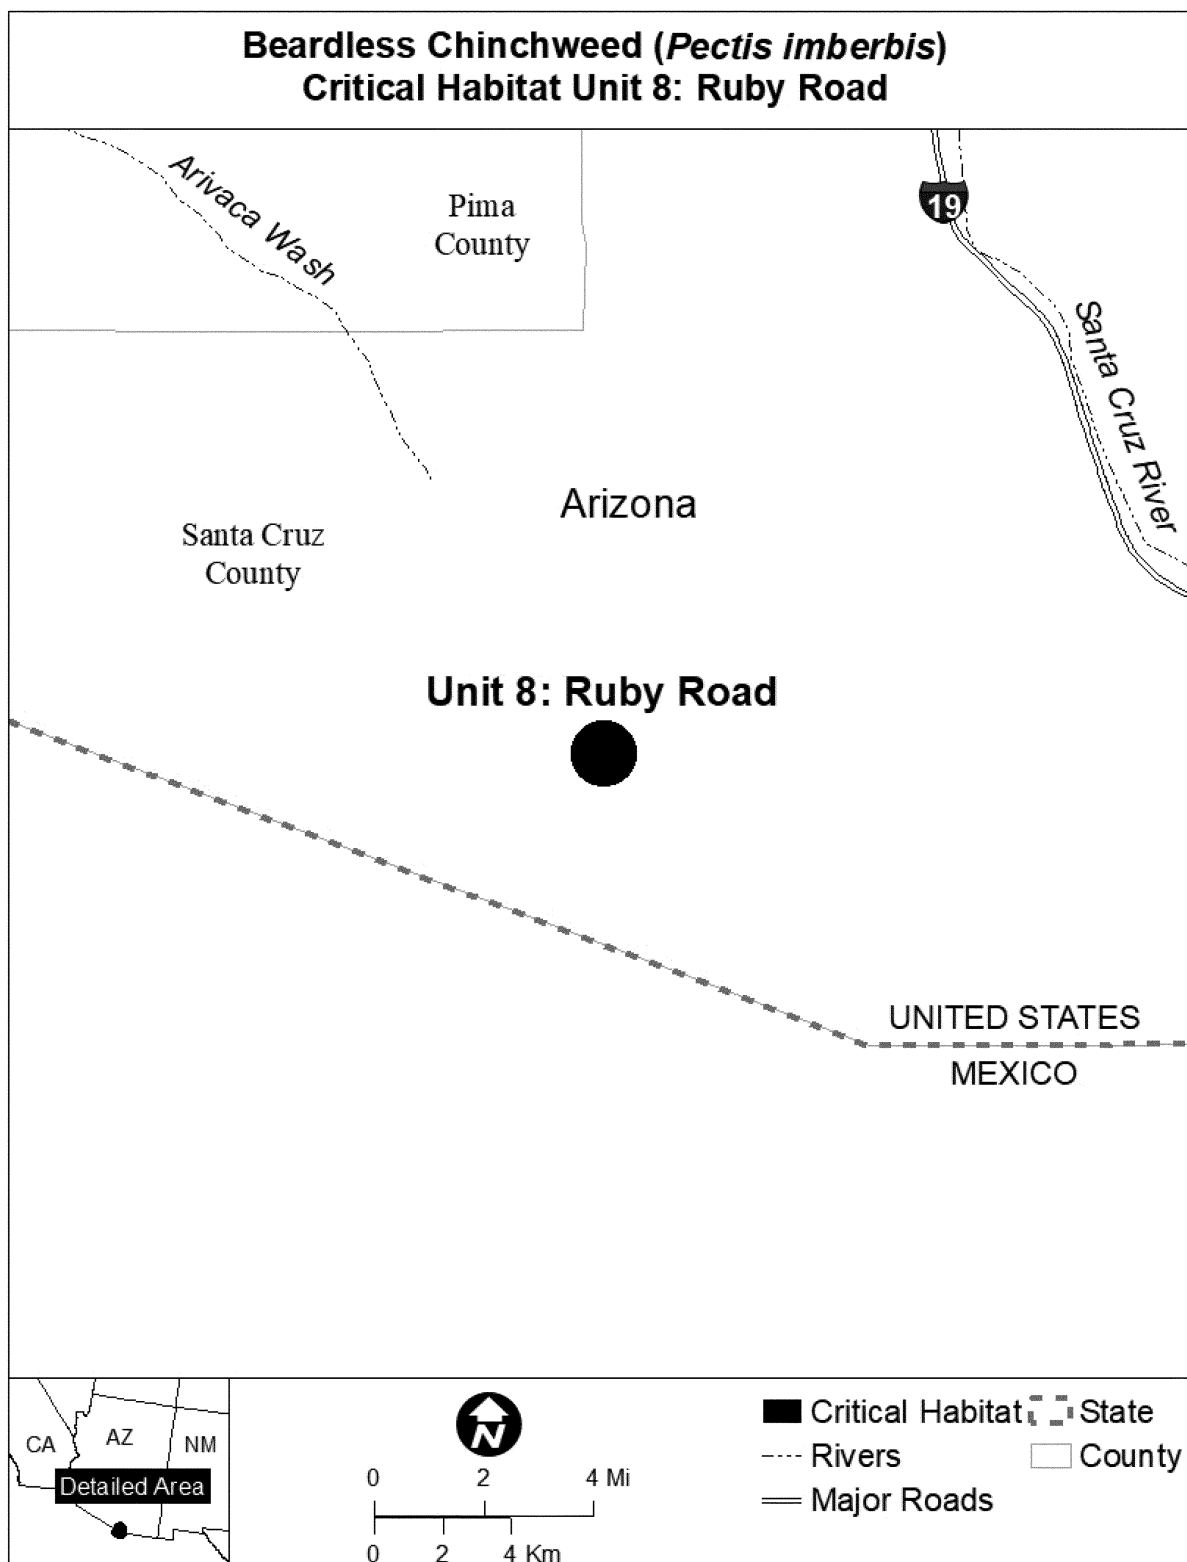 Beardless Chinchweed (Pectis imberbis)
Critical Habitat Unit 8: Ruby Road
Arivaca Wash
Pima
County
19
Santa Cruz River
Arizona
Santa Cruz
County
Unit 8: Ruby Road
UNITED STATES
MEXICO
CA
AZ
NM
Detailed Area
N
0 2 4 Mi
0 2 4 Km
Critical Habitat
State
Rivers
County
Major Roads